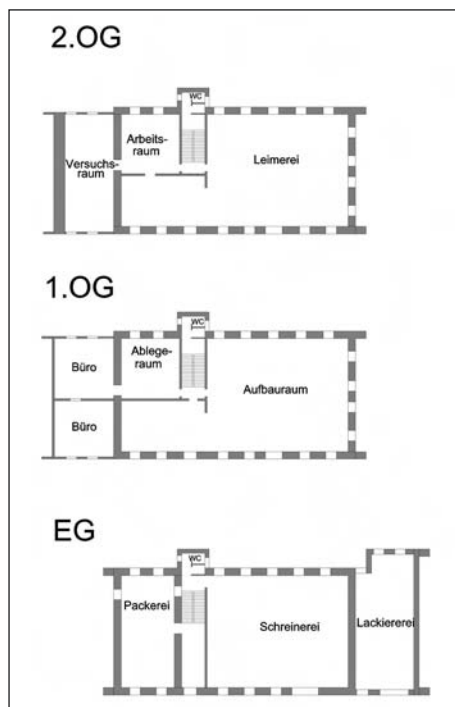 2.OG
WC
Arbeits-
raum
Versuchs-
raum
Leimerei
1.OG
WC
Büro
Ablege-
raum
Aufbauraum
Büro
EG
WC
Packerei
Schreinerei
Lackiererei